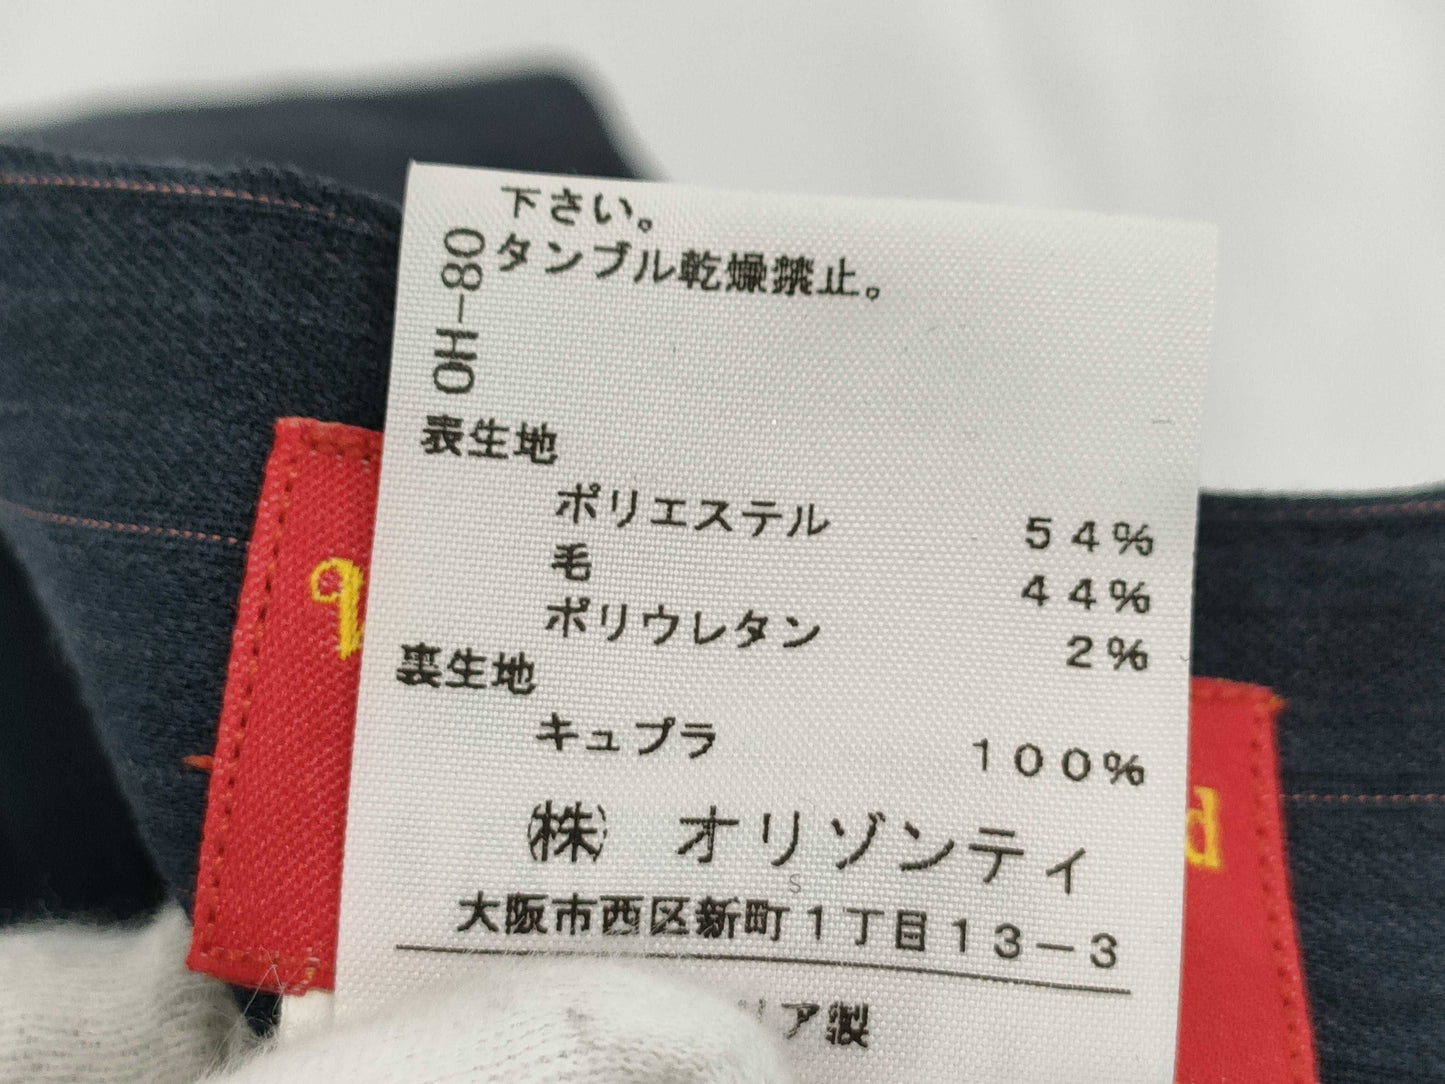 下さい。
タンブル乾燥禁止。
OH-80
表生地
ポリエステル 54%
毛 44%
ポリウレタン 2%
裏生地
キュプラ 100%
(株) オリゾンティ
S
大阪市西区新町1丁目13-3
リア製